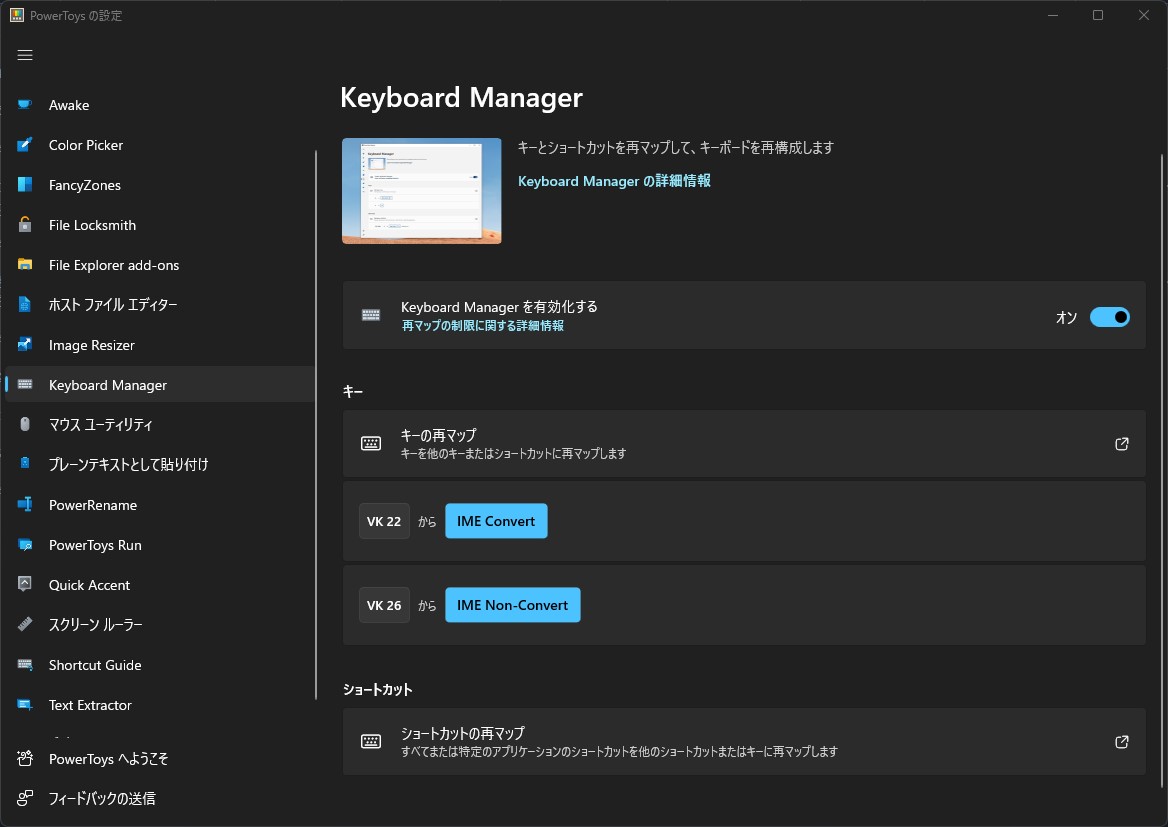 PowerToys の設定
Awake
Color Picker
FancyZones
File Locksmith
File Explorer add-ons
ホスト ファイル エディター
Image Resizer
Keyboard Manager
マウス ユーティリティ
プレーンテキストとして貼り付け
PowerRename
PowerToys Run
Quick Accent
スクリーン ルーラー
Shortcut Guide
Text Extractor
PowerToys へようこそ
フィードバックの送信
Keyboard Manager
キーとショートカットを再マップして、キーボードを再構成します
Keyboard Manager の詳細情報
Keyboard Manager を有効化する
再マップの制限に関する詳細情報
オン
キー
キーの再マップ
キーを他のキーまたはショートカットに再マップします
VK 22 から IME Convert
VK 26 から IME Non-Convert
ショートカット
ショートカットの再マップ
すべてまたは特定のアプリケーションのショートカットを他のショートカットまたはキーに再マップします